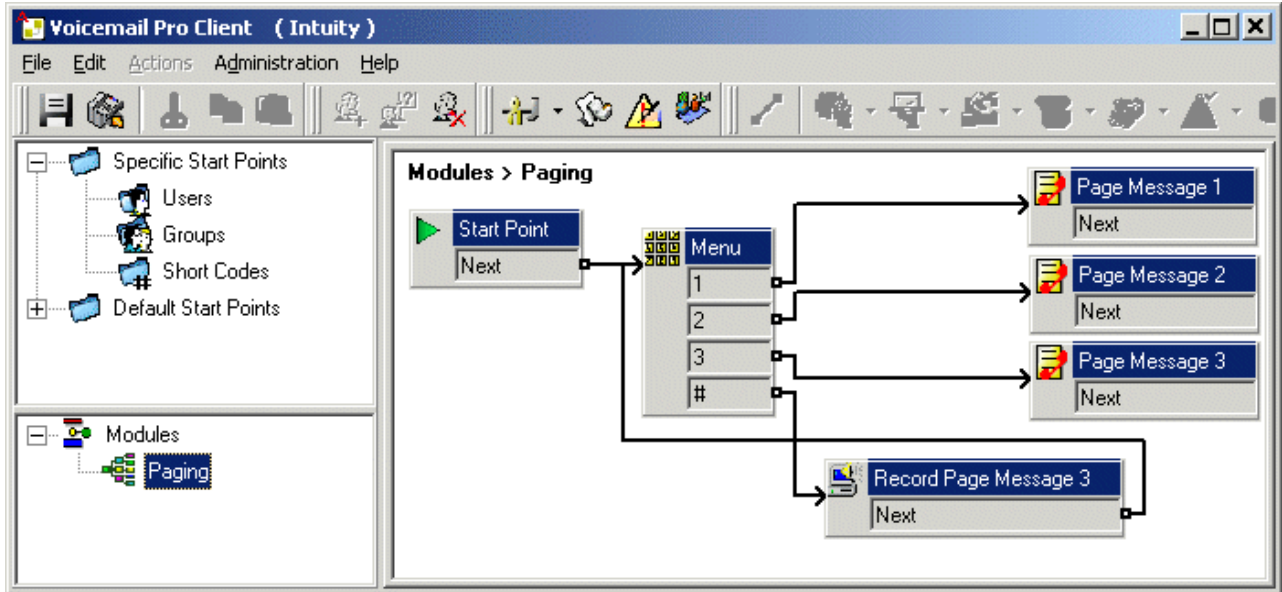 Voicemail Pro Client ( Intuity )
File Edit Actions Administration Help
Specific Start Points
Users
Groups
Short Codes
Default Start Points
Modules
Paging
Modules > Paging
Start Point
Next
Menu
1
2
3
#
Page Message 1
Next
Page Message 2
Next
Page Message 3
Next
Record Page Message 3
Next